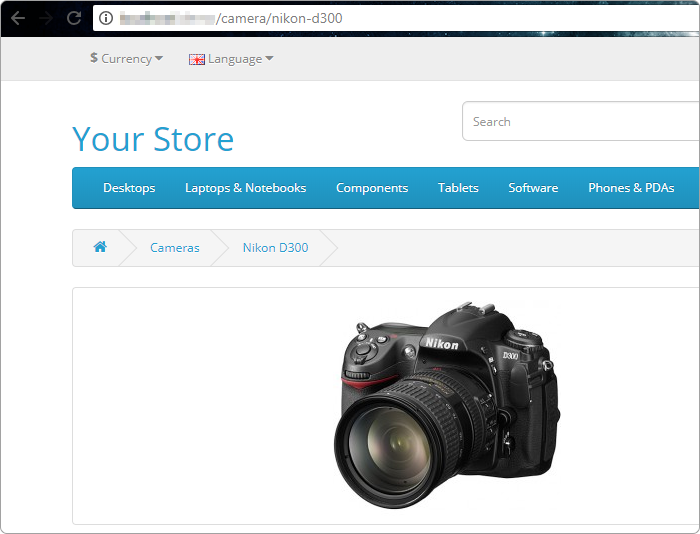 /camera/nikon-d300
$ Currency Language
Search
Your Store
Desktops Laptops & Notebooks Components Tablets Software Phones & PDAs
Cameras Nikon D300
Nikon
D300